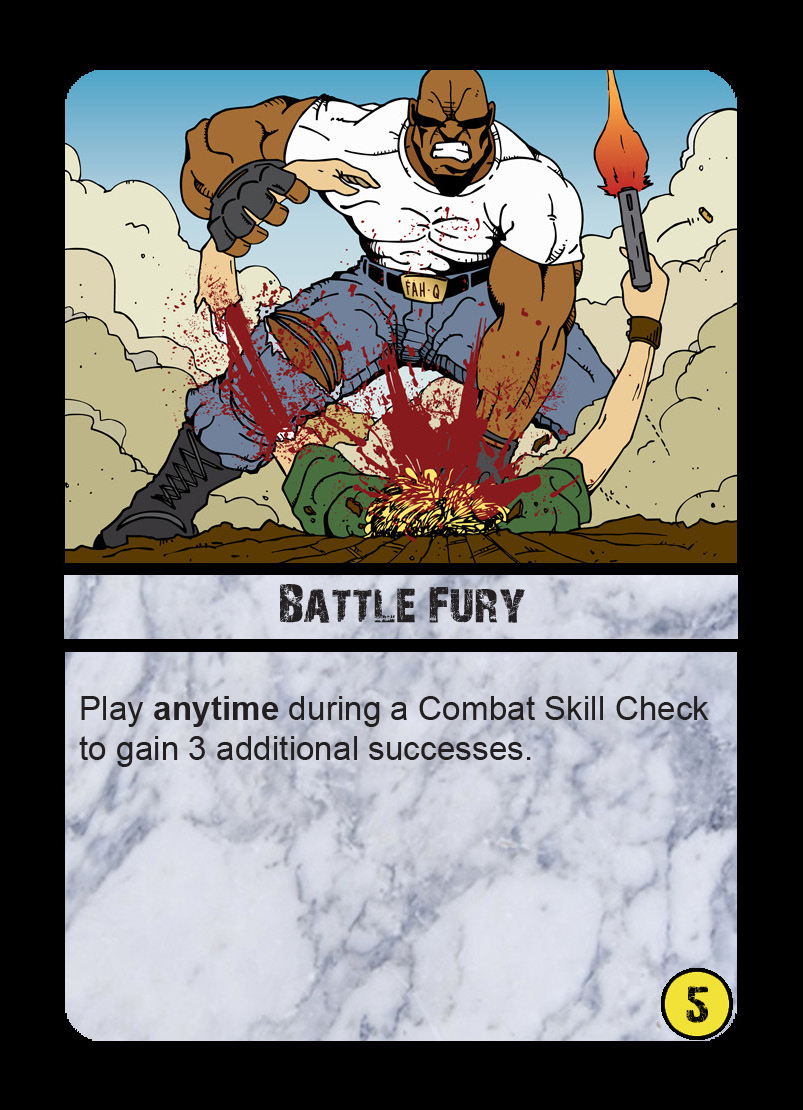 FAH-Q
BATTLE FURY
Play anytime during a Combat Skill Check
to gain 3 additional successes.
5